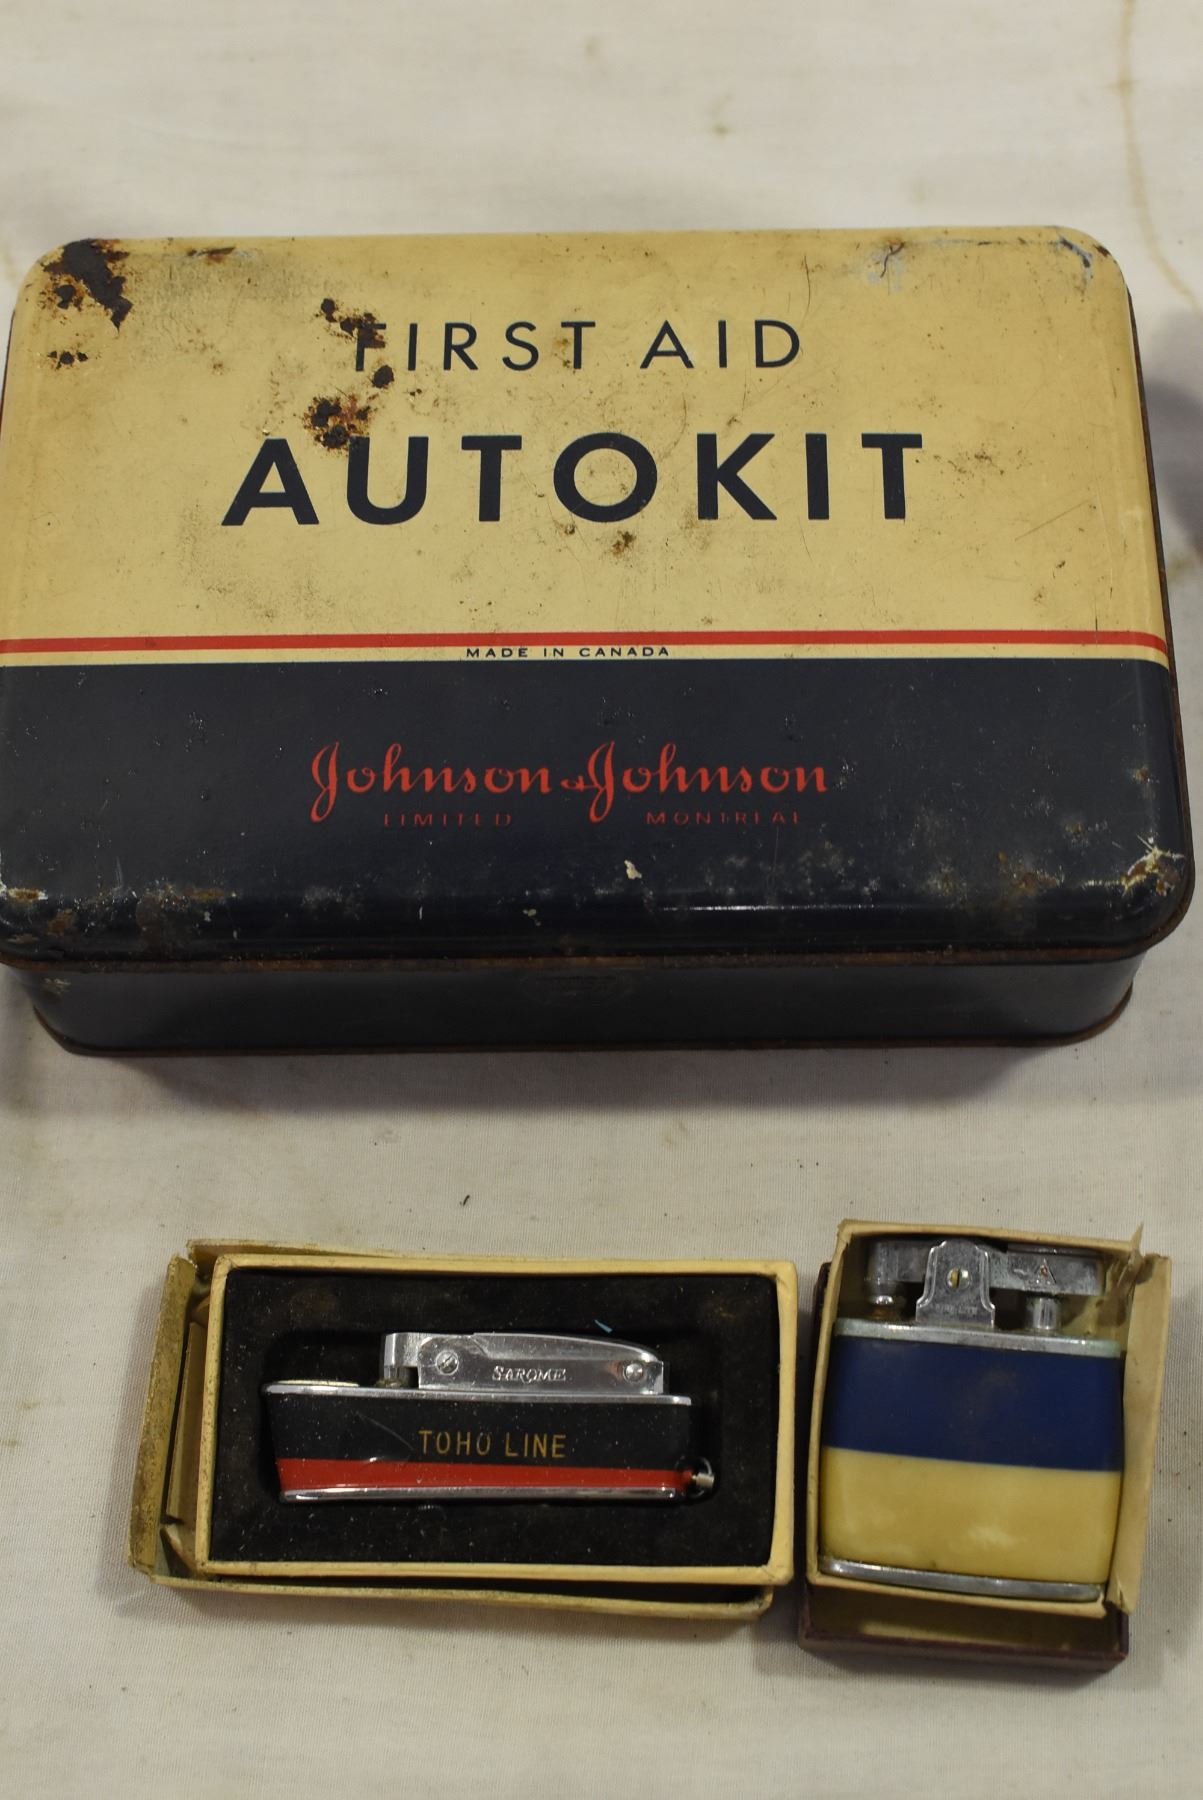 FIRST AID
AUTOKIT
MADE IN CANADA
Johnson & Johnson
LIMITED MONTREAL
SAROME
TOHO LINE